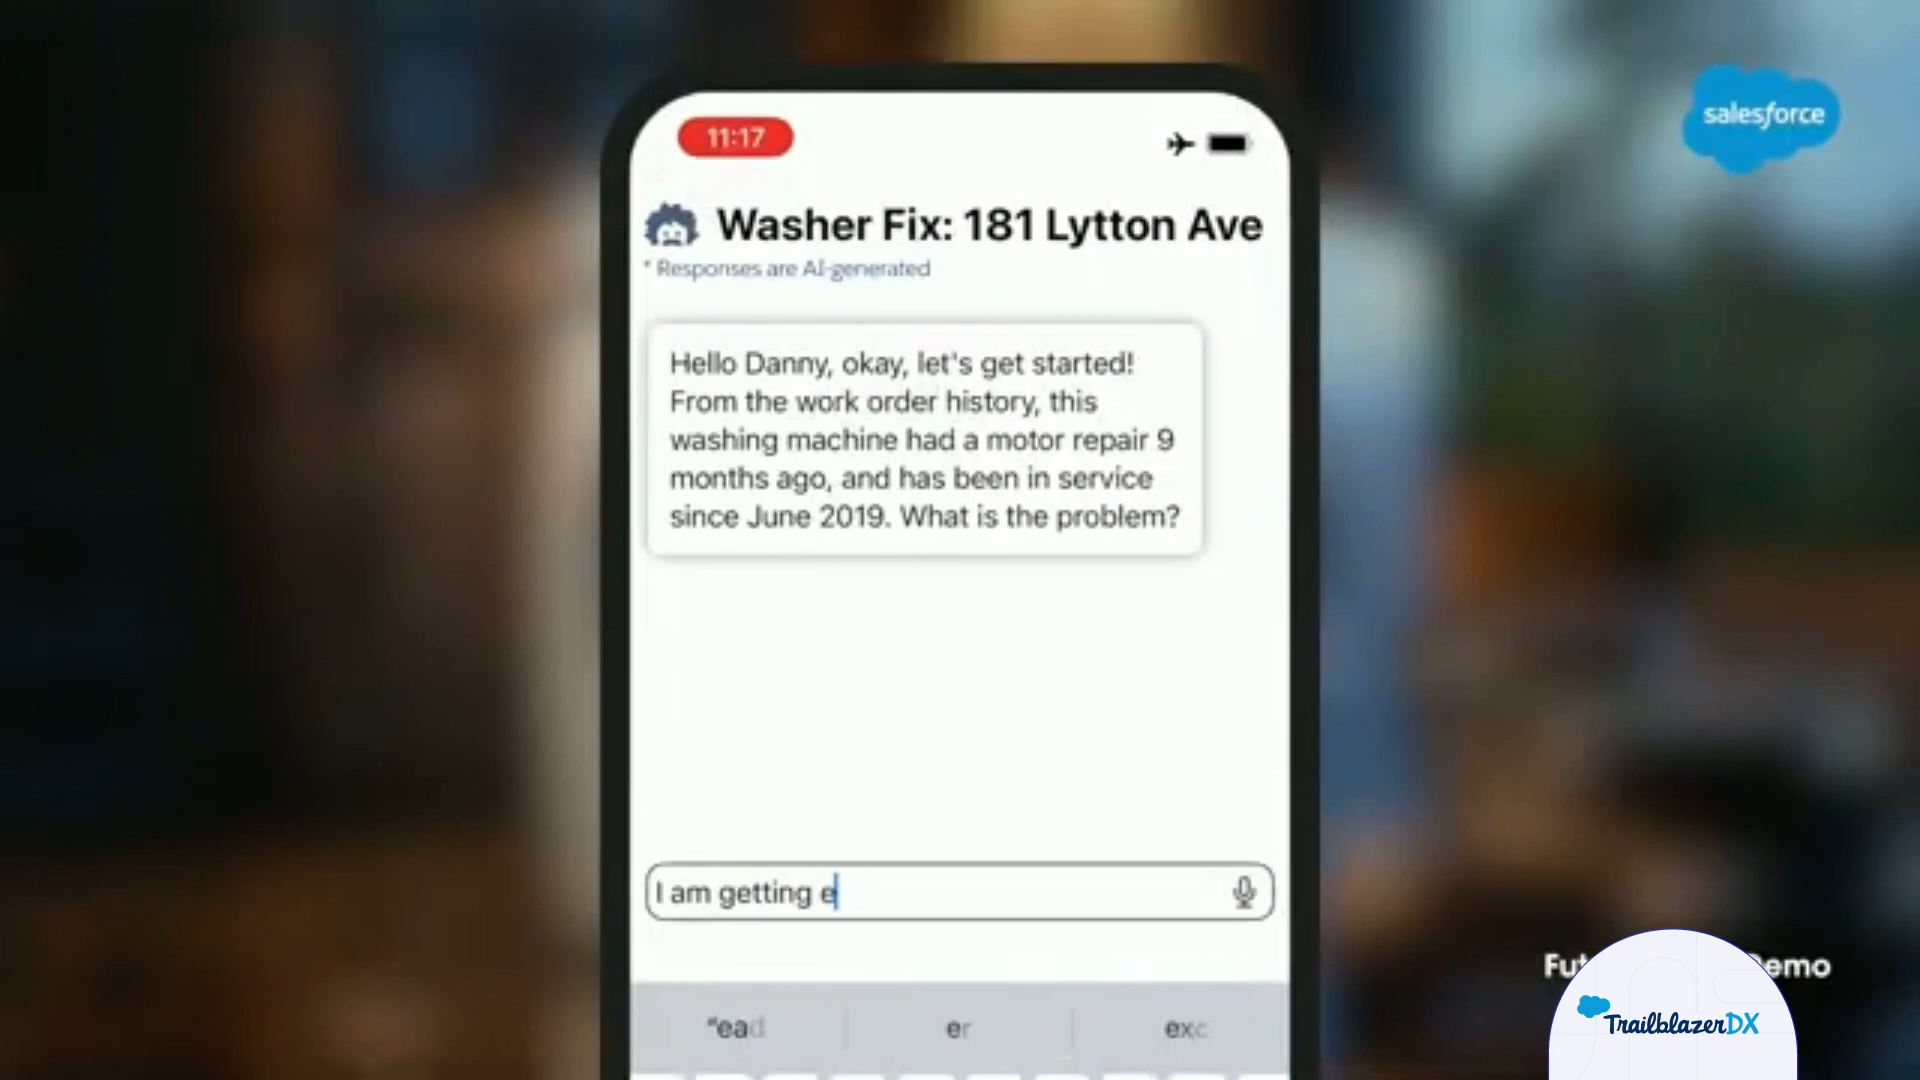 11:17
salesforce
Washer Fix: 181 Lytton Ave
* Responses are AI-generated
Hello Danny, okay, let's get started!
From the work order history, this
washing machine had a motor repair 9
months ago, and has been in service
since June 2019. What is the problem?
I am getting e
"ead er exc
TrailblazerDX